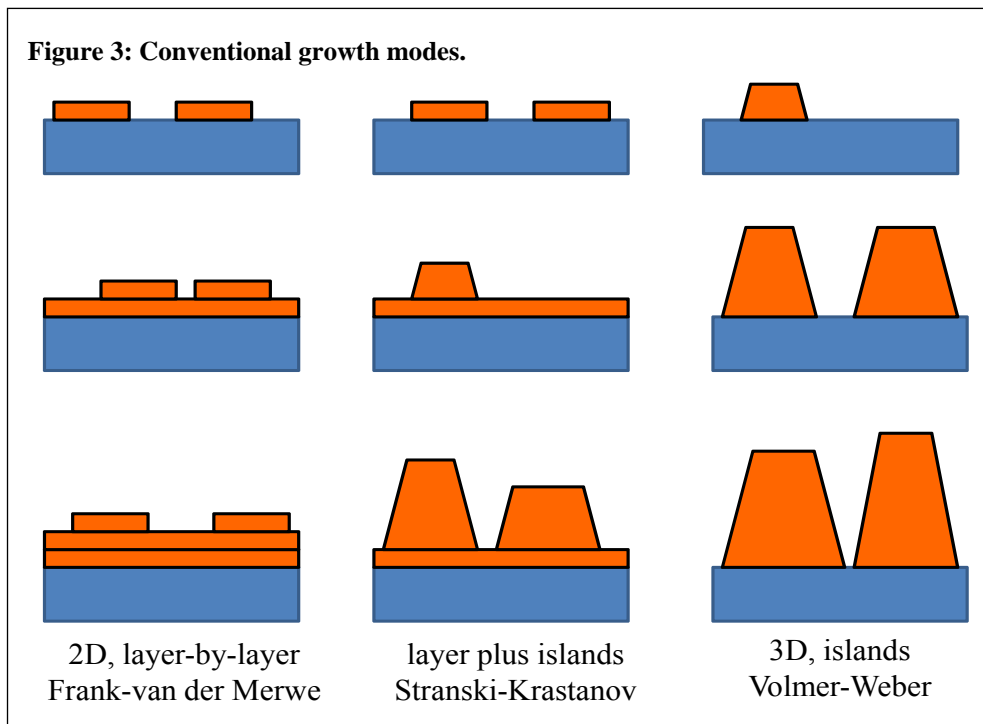 Figure 3: Conventional growth modes.
2D, layer-by-layer
Frank-van der Merwe
layer plus islands
Stranski-Krastanov
3D, islands
Volmer-Weber